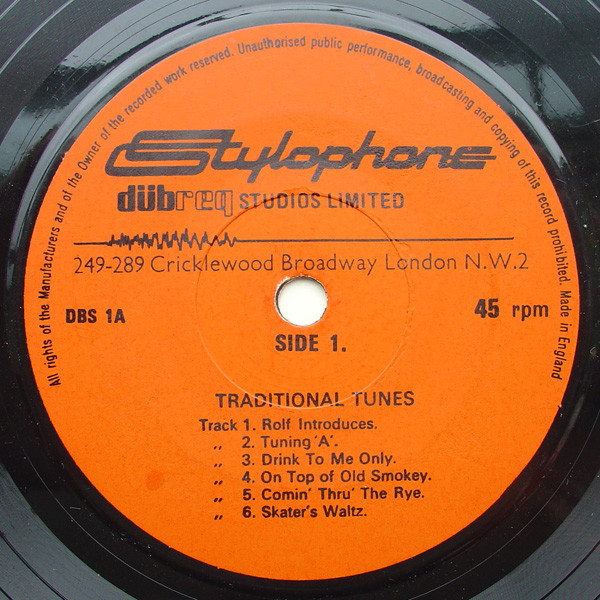 All rights of the Manufacturers and of the Owner of the recorded work reserved. Unauthorised public performance, broadcasting and copying of this record prohibited. Made in England
Stylophone
dübreq STUDIOS LIMITED
249-289 Cricklewood Broadway London N.W.2
DBS 1A
45 rpm
SIDE 1.
TRADITIONAL TUNES
Track 1. Rolf Introduces.
,, 2. Tuning 'A'.
,, 3. Drink To Me Only.
,, 4. On Top of Old Smokey.
,, 5. Comin' Thru' The Rye.
,, 6. Skater's Waltz.